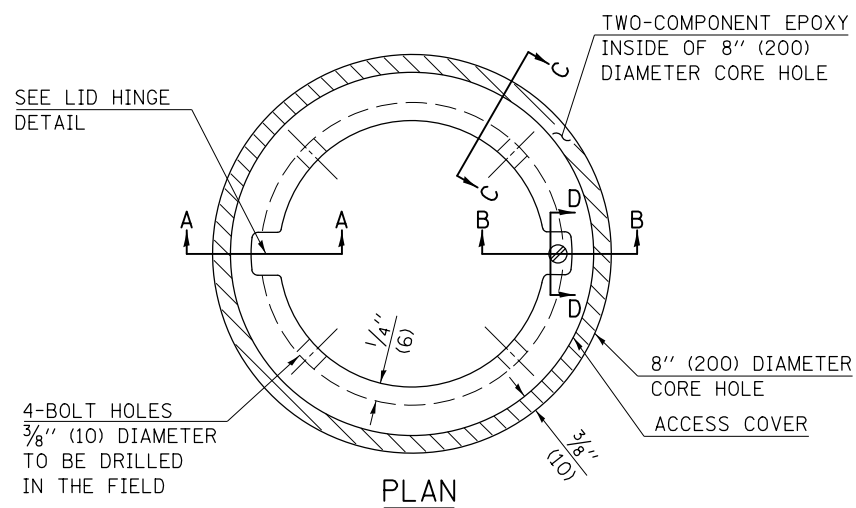 TWO-COMPONENT EPOXY
INSIDE OF 8" (200)
DIAMETER CORE HOLE
SEE LID HINGE
DETAIL
C
C
A
A
B
B
D
D
1/4"
(6)
8" (200) DIAMETER
CORE HOLE
ACCESS COVER
4-BOLT HOLES
3/8" (10) DIAMETER
TO BE DRILLED
IN THE FIELD
3/8"
(10)
PLAN